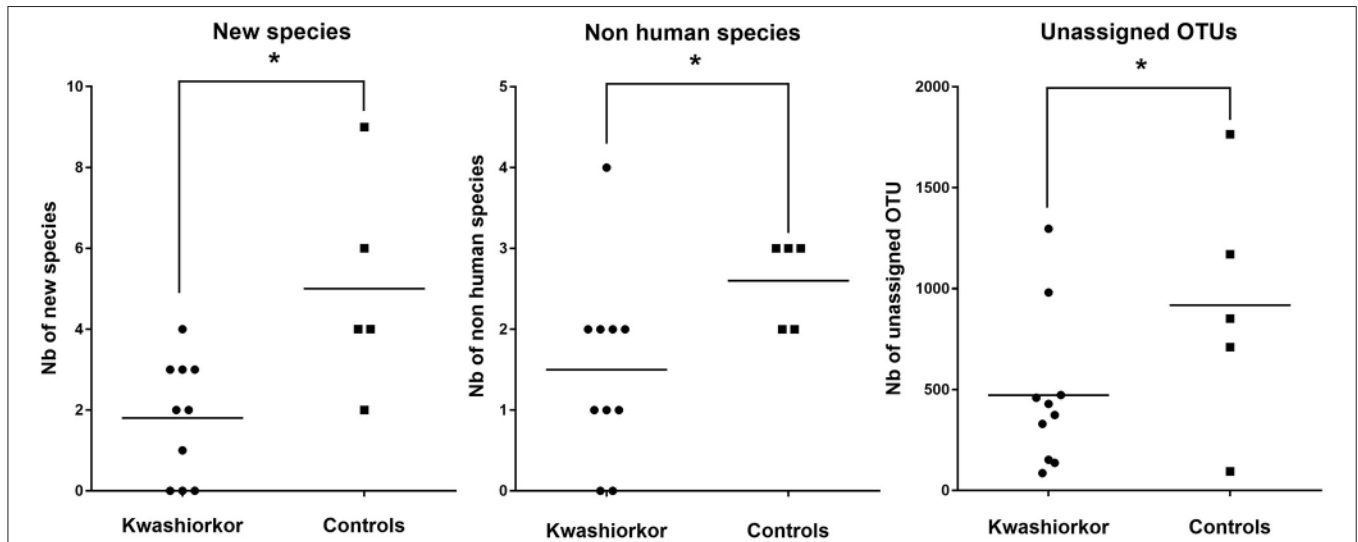 New species
*
10
8
6
4
2
0
Nb of new species
Kwashiorkor
Controls
Non human species
*
5
4
3
2
1
0
Nb of non human species
Kwashiorkor
Controls
Unassigned OTUs
*
2000
1500
1000
500
0
Nb of unassigned OTU
Kwashiorkor
Controls